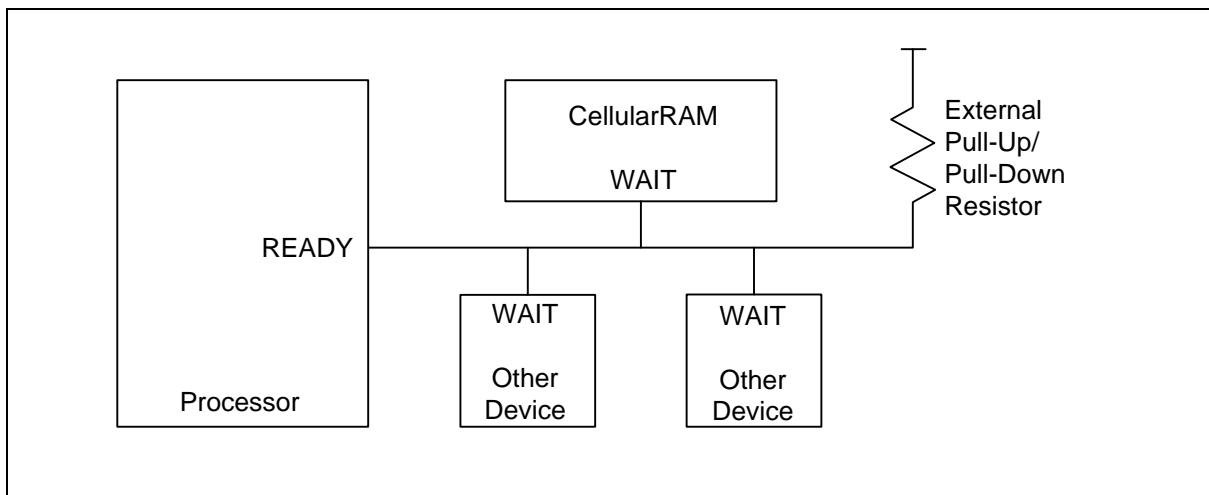 CellularRAM
WAIT
External
Pull-Up/
Pull-Down
Resistor
READY
Processor
WAIT
Other
Device
WAIT
Other
Device